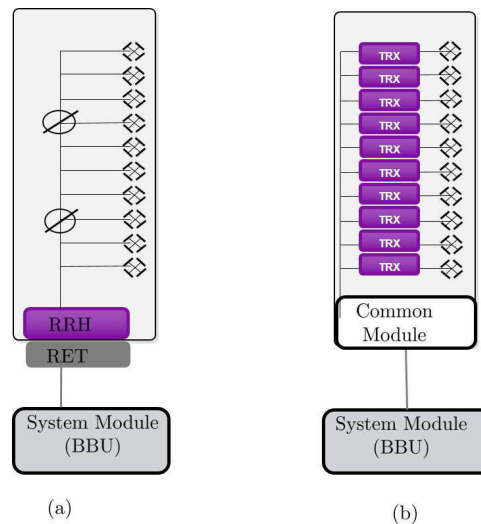 RRH
RET
System Module
(BBU)
(a)
TRX
TRX
TRX
TRX
TRX
TRX
TRX
TRX
TRX
TRX
Common
Module
System Module
(BBU)
(b)